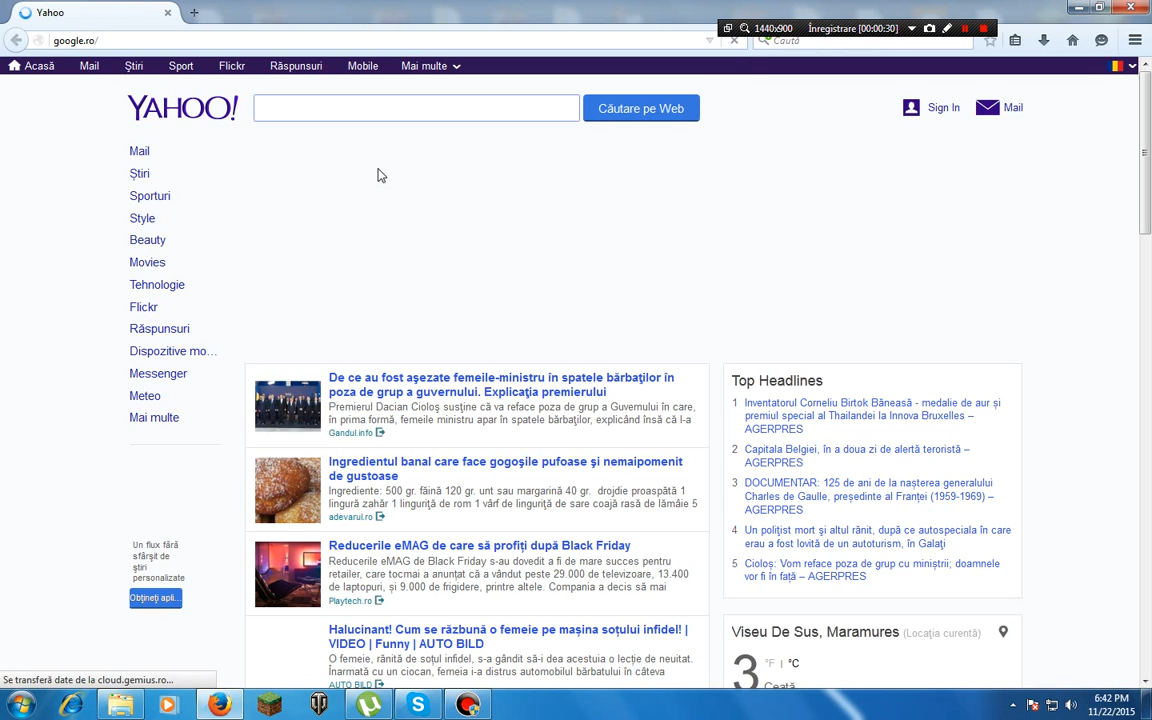 Yahoo
google.ro/
1440x900
Înregistrare [00:00:30]
Caută
Acasă
Mail
Știri
Sport
Flickr
Răspunsuri
Mobile
Mai multe
YAHOO!
Căutare pe Web
Sign In
Mail
Mail
Știri
Sporturi
Style
Beauty
Movies
Tehnologie
Flickr
Răspunsuri
Dispozitive mo...
Messenger
Meteo
Mai multe
Un flux fără
sfârșit de
știri
personalizate
Obțineți apli...
De ce au fost așezate femeile-ministru în spatele bărbaților în
poza de grup a guvernului. Explicația premierului
Premierul Dacian Cioloș susține că va reface poza de grup a Guvernului în care,
în prima formă, femeile ministru apar în spatele bărbaților, explicând însă că l-a
Gandul.info
Ingredientul banal care face gogoșile pufoase și nemaipomenit
de gustoase
Ingrediente: 500 gr. făină 120 gr. unt sau margarină 40 gr. drojdie proaspătă 1
lingură zahăr 1 linguriță de rom 1 vârf de linguriță de sare coajă rasă de lămâie 5
adevarul.ro
Reducerile eMAG de care să profiți după Black Friday
Reducerile eMAG de Black Friday s-au dovedit a fi de mare succes pentru
retailer, care tocmai a anunțat că a vândut peste 29.000 de televizoare, 13.400
de laptopuri, și 9.000 de frigidere, printre altele. Compania a decis să mai
Playtech.ro
Halucinant! Cum se răzbună o femeie pe mașina soțului infidel! |
VIDEO | Funny | AUTO BILD
O femeie, rănită de soțul infidel, s-a gândit să-i dea acestuia o lecție de neuitat.
Înarmată cu un ciocan, femeia i-a distrus automobilul bărbatului în câteva
AUTO BILD
Top Headlines
1 Inventatorul Corneliu Birtok Băneasă - medalie de aur și
premiul special al Thailandei la Innova Bruxelles –
AGERPRES
2 Capitala Belgiei, în a doua zi de alertă teroristă –
AGERPRES
3 DOCUMENTAR: 125 de ani de la nașterea generalului
Charles de Gaulle, președinte al Franței (1959-1969) –
AGERPRES
4 Un polițist mort și altul rănit, după ce autospeciala în care
erau a fost lovită de un autoturism, în Galați
5 Cioloș: Vom reface poza de grup cu miniștrii; doamnele
vor fi în față – AGERPRES
Viseu De Sus, Maramures (Locația curentă)
3 °F | °C
Ceață
Se transferă date de la cloud.gemius.ro...
6:42 PM
11/22/2015